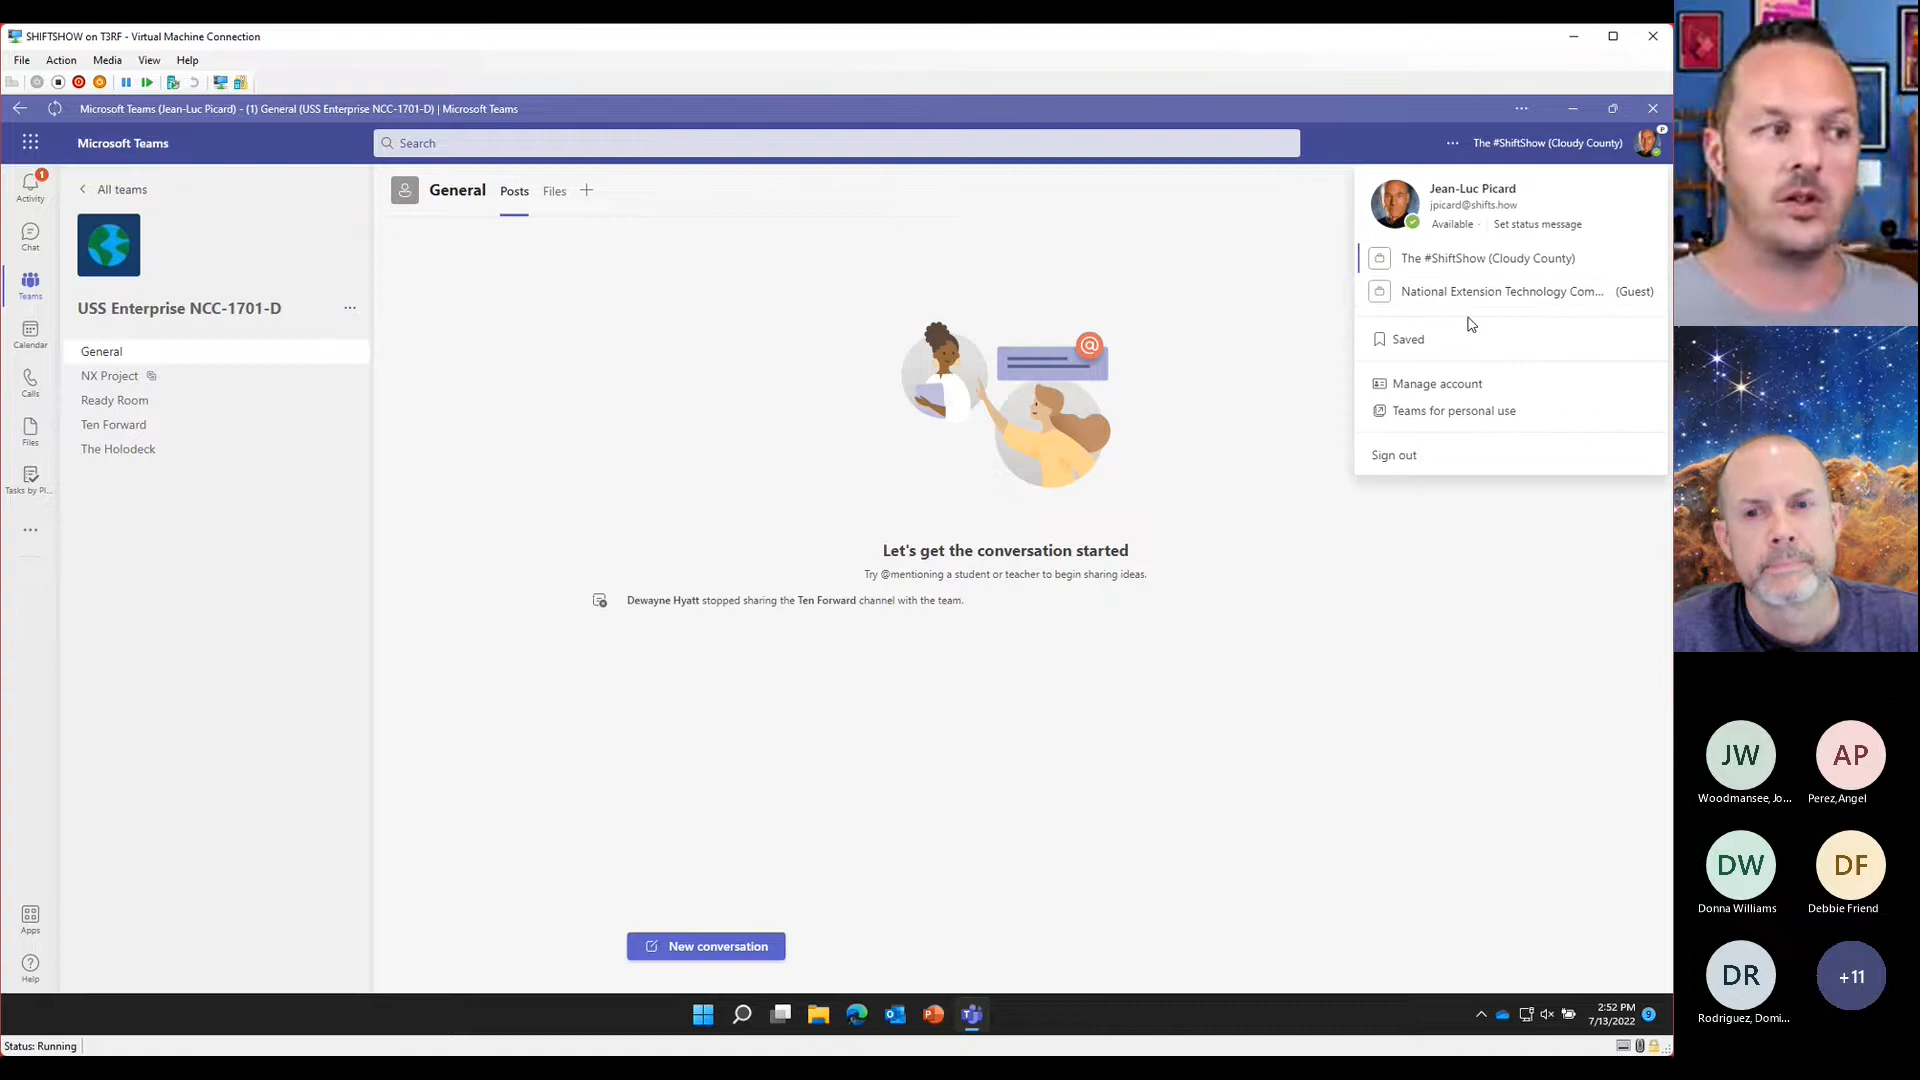 SHIFTSHOW on T3RF - Virtual Machine Connection
File Action Media View Help
Microsoft Teams (Jean-Luc Picard) - (1) General (USS Enterprise NCC-1701-D) | Microsoft Teams
Microsoft Teams
Search
The #ShiftShow (Cloudy County)
P
1
Activity
Chat
Teams
Calendar
Calls
Files
Tasks by Pl...
Apps
Help
All teams
USS Enterprise NCC-1701-D
General
NX Project
Ready Room
Ten Forward
The Holodeck
General Posts Files
@
Let's get the conversation started
Try @mentioning a student or teacher to begin sharing ideas.
Dewayne Hyatt stopped sharing the Ten Forward channel with the team.
New conversation
Jean-Luc Picard
jpicard@shifts.how
Available Set status message
The #ShiftShow (Cloudy County)
National Extension Technology Com... (Guest)
Saved
Manage account
Teams for personal use
Sign out
2:52 PM
7/13/2022
9
Status: Running
JW
Woodmansee, Jo...
AP
Perez,Angel
DW
Donna Williams
DF
Debbie Friend
DR
Rodriguez, Domi...
+11